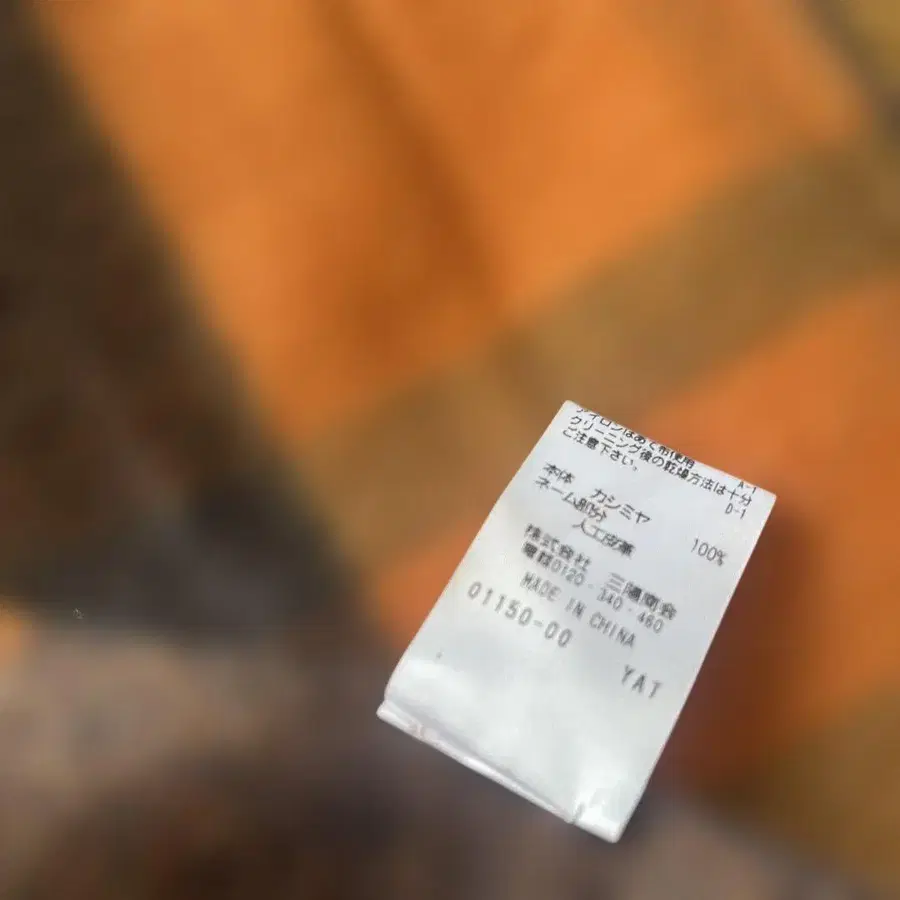 アイロンはあて布使用 A-1
クリーニング後の乾燥方法は十分 D-1
ご注意下さい。
本体 カシミヤ 100%
ネーム部分
人工皮革
株式会社 三陽商会
電話0120-340-460
MADE IN CHINA
01150-00 YAT